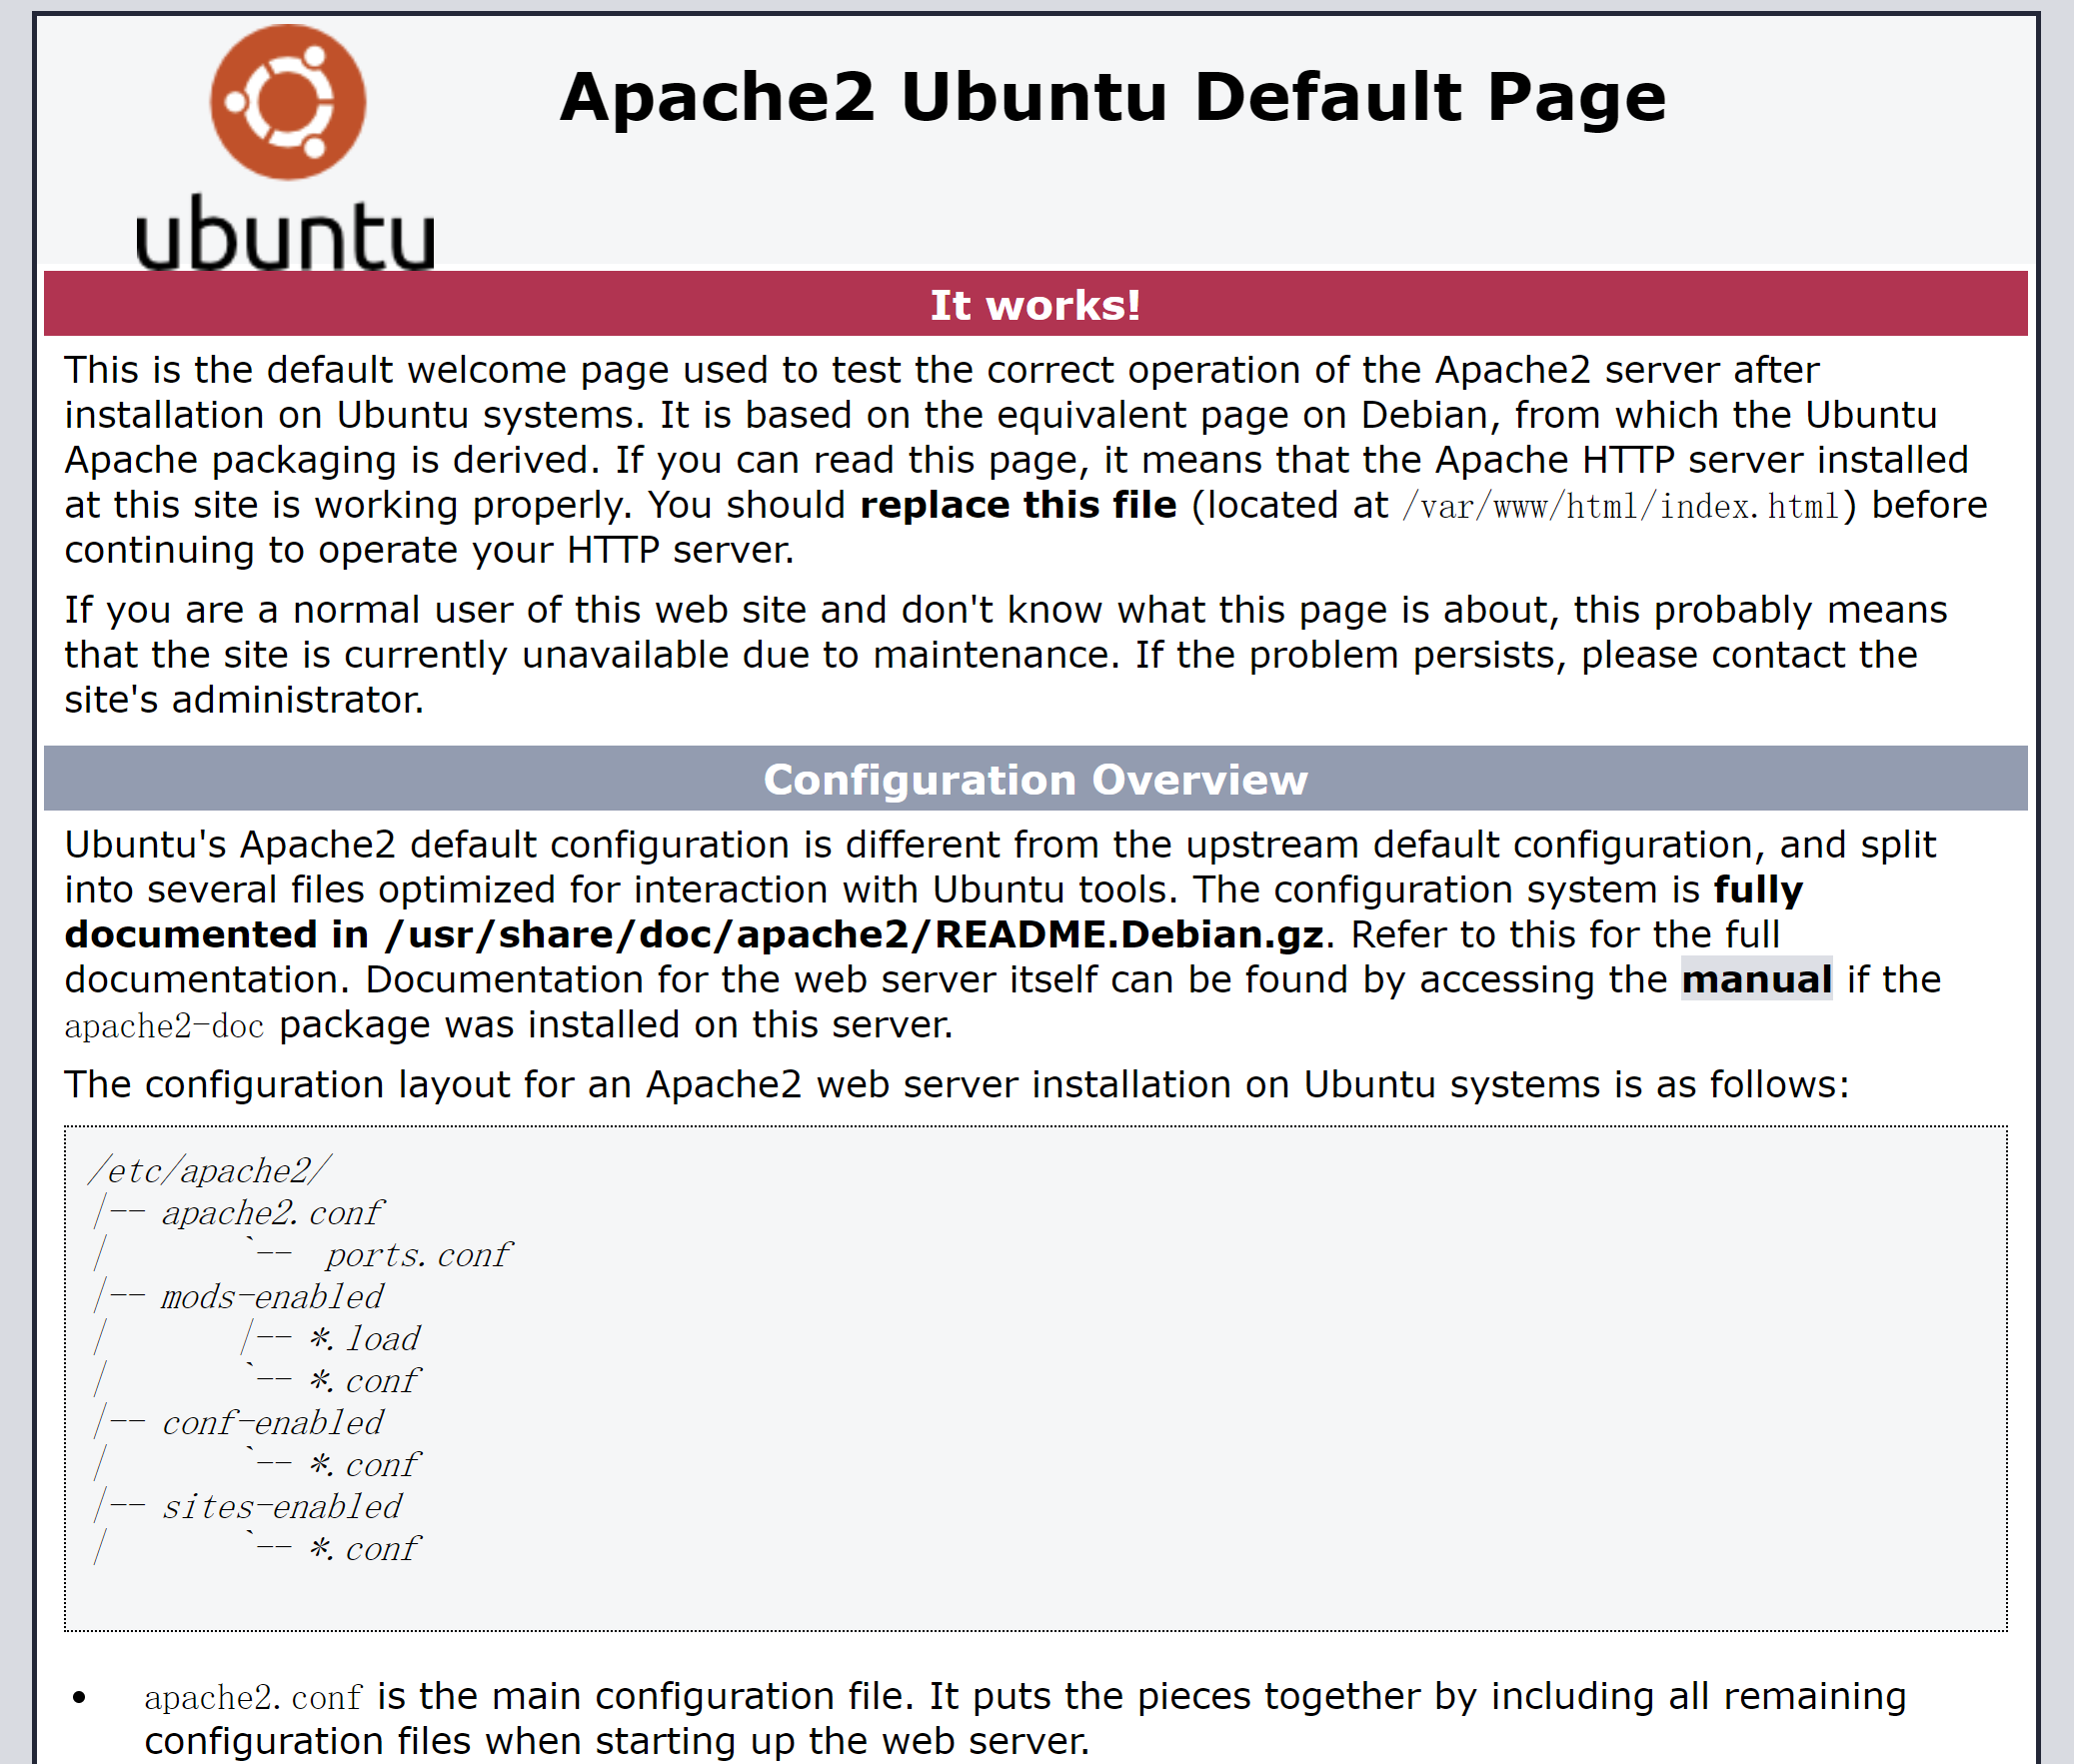 ubuntu
Apache2 Ubuntu Default Page
It works!
This is the default welcome page used to test the correct operation of the Apache2 server after
installation on Ubuntu systems. It is based on the equivalent page on Debian, from which the Ubuntu
Apache packaging is derived. If you can read this page, it means that the Apache HTTP server installed
at this site is working properly. You should replace this file (located at /var/www/html/index.html) before
continuing to operate your HTTP server.
If you are a normal user of this web site and don't know what this page is about, this probably means
that the site is currently unavailable due to maintenance. If the problem persists, please contact the
site's administrator.
Configuration Overview
Ubuntu's Apache2 default configuration is different from the upstream default configuration, and split
into several files optimized for interaction with Ubuntu tools. The configuration system is fully
documented in /usr/share/doc/apache2/README.Debian.gz. Refer to this for the full
documentation. Documentation for the web server itself can be found by accessing the manual if the
apache2-doc package was installed on this server.
The configuration layout for an Apache2 web server installation on Ubuntu systems is as follows:
/etc/apache2/
|-- apache2.conf
|       `--  ports.conf
|-- mods-enabled
|       |-- *.load
|       `-- *.conf
|-- conf-enabled
|       `-- *.conf
|-- sites-enabled
|       `-- *.conf
• apache2.conf is the main configuration file. It puts the pieces together by including all remaining
configuration files when starting up the web server.